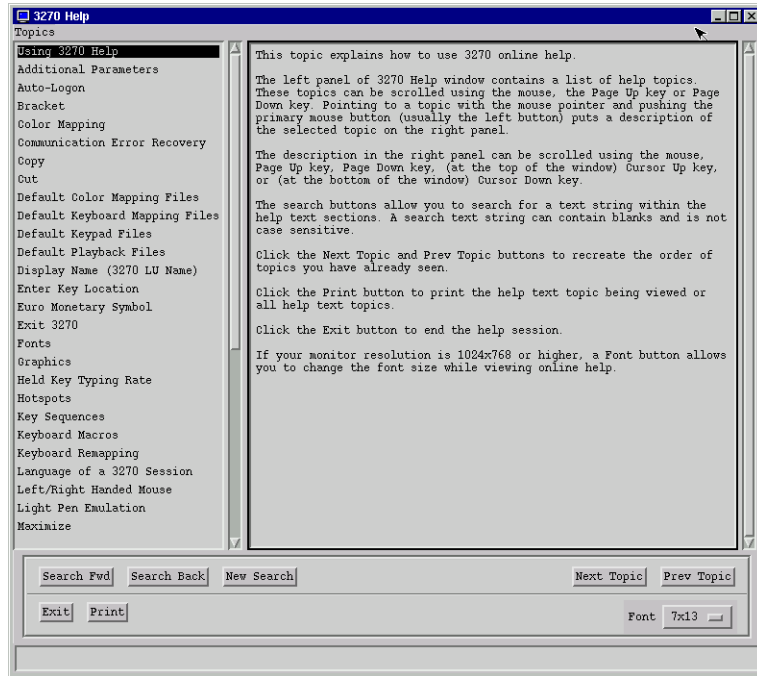 3270 Help
Topics
Using 3270 Help
Additional Parameters
Auto-Logon
Bracket
Color Mapping
Communication Error Recovery
Copy
Cut
Default Color Mapping Files
Default Keyboard Mapping Files
Default Keypad Files
Default Playback Files
Display Name (3270 LU Name)
Enter Key Location
Euro Monetary Symbol
Exit 3270
Fonts
Graphics
Held Key Typing Rate
Hotspots
Key Sequences
Keyboard Macros
Keyboard Remapping
Language of a 3270 Session
Left/Right Handed Mouse
Light Pen Emulation
Maximize
This topic explains how to use 3270 online help.
The left panel of 3270 Help window contains a list of help topics.
These topics can be scrolled using the mouse, the Page Up key or Page
Down key. Pointing to a topic with the mouse pointer and pushing the
primary mouse button (usually the left button) puts a description of
the selected topic on the right panel.
The description in the right panel can be scrolled using the mouse,
Page Up key, Page Down key, (at the top of the window) Cursor Up key,
or (at the bottom of the window) Cursor Down key.
The search buttons allow you to search for a text string within the
help text sections. A search text string can contain blanks and is not
case sensitive.
Click the Next Topic and Prev Topic buttons to recreate the order of
topics you have already seen.
Click the Print button to print the help text topic being viewed or
all help text topics.
Click the Exit button to end the help session.
If your monitor resolution is 1024x768 or higher, a Font button allows
you to change the font size while viewing online help.
Search Fwd Search Back New Search Next Topic Prev Topic
Exit Print Font 7x13